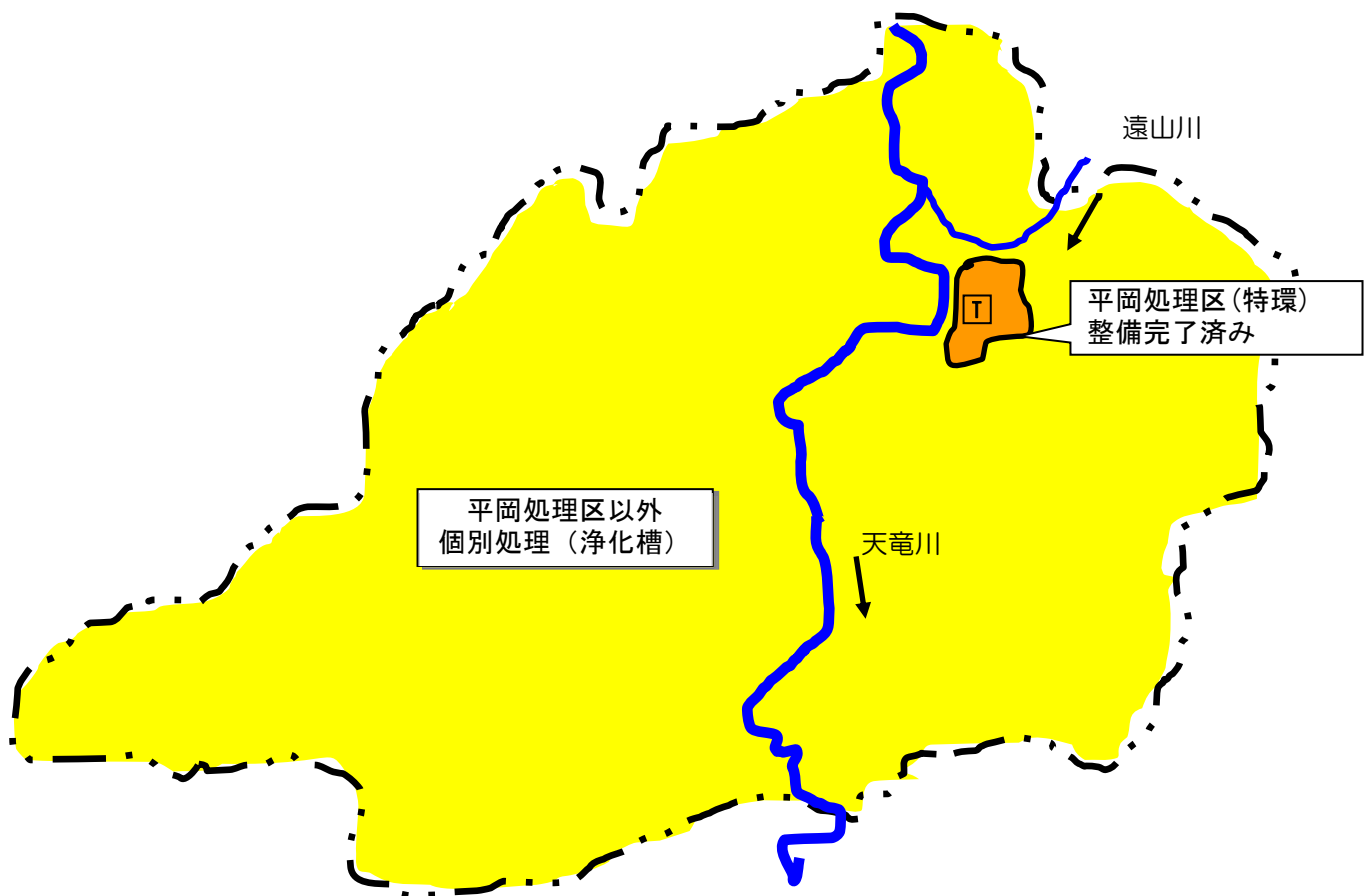 遠山川
平岡処理区(特環)
整備完了済み
T
平岡処理区以外
個別処理（浄化槽）
天竜川